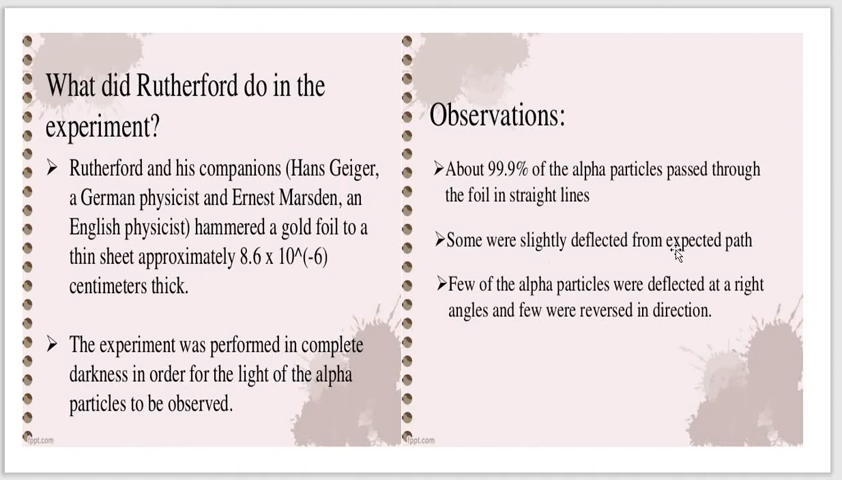 What did Rutherford do in the
experiment?
➢ Rutherford and his companions (Hans Geiger,
a German physicist and Ernest Marsden, an
English physicist) hammered a gold foil to a
thin sheet approximately 8.6 x 10^(-6)
centimeters thick.
➢ The experiment was performed in complete
darkness in order for the light of the alpha
particles to be observed.
fppt.com
Observations:
➢About 99.9% of the alpha particles passed through
the foil in straight lines
➢Some were slightly deflected from expected path
➢Few of the alpha particles were deflected at a right
angles and few were reversed in direction.
fppt.com